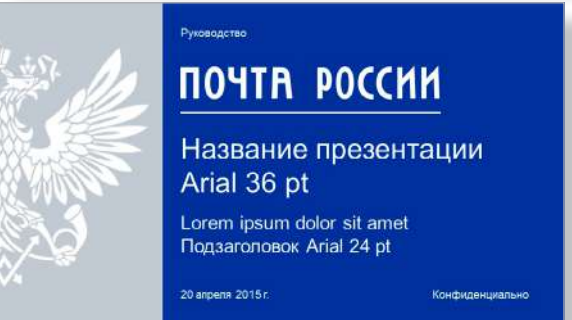 Руководство
ПОЧТА РОССИИ
Название презентации
Arial 36 pt
Lorem ipsum dolor sit amet
Подзаголовок Arial 24 pt
20 апреля 2015 г.
Конфиденциально